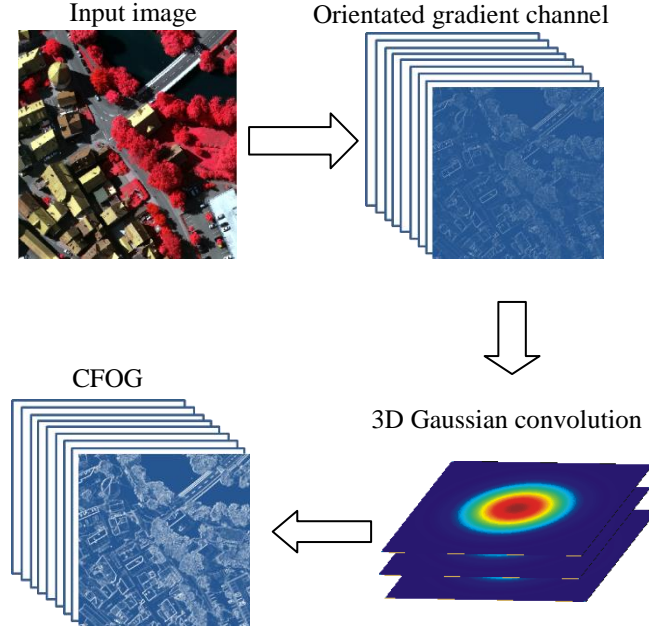 Input image
Orientated gradient channel
3D Gaussian convolution
CFOG